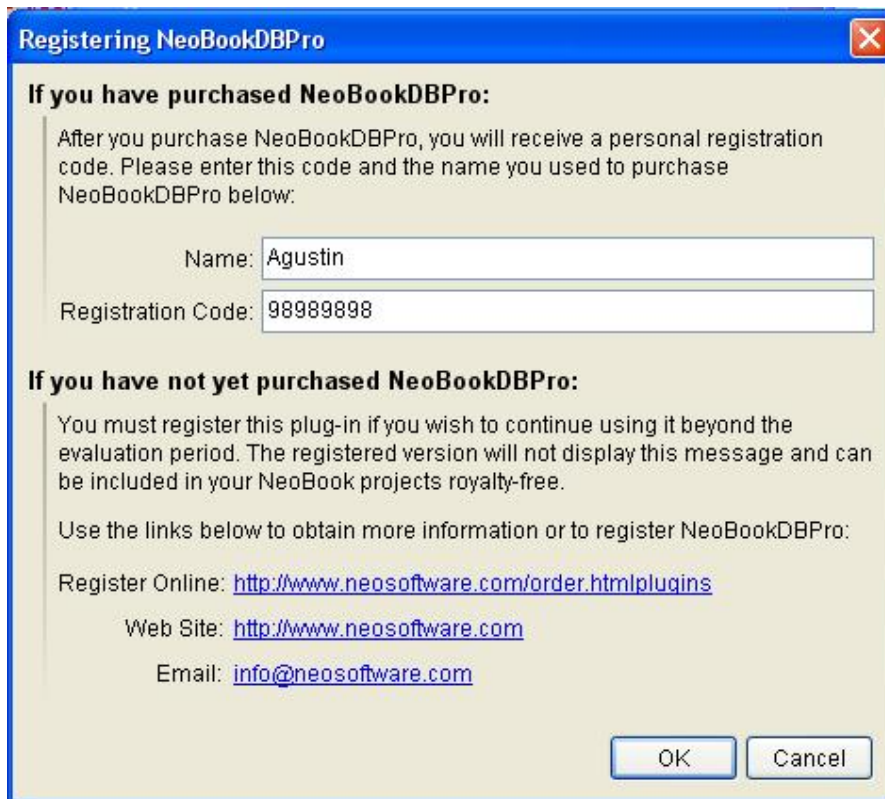 Registering NeoBookDBPro
If you have purchased NeoBookDBPro:
After you purchase NeoBookDBPro, you will receive a personal registration
code. Please enter this code and the name you used to purchase
NeoBookDBPro below:
Name: Agustin
Registration Code: 98989898
If you have not yet purchased NeoBookDBPro:
You must register this plug-in if you wish to continue using it beyond the
evaluation period. The registered version will not display this message and can
be included in your NeoBook projects royalty-free.
Use the links below to obtain more information or to register NeoBookDBPro:
Register Online: http://www.neosoftware.com/order.htmlplugins
Web Site: http://www.neosoftware.com
Email: info@neosoftware.com
OK Cancel